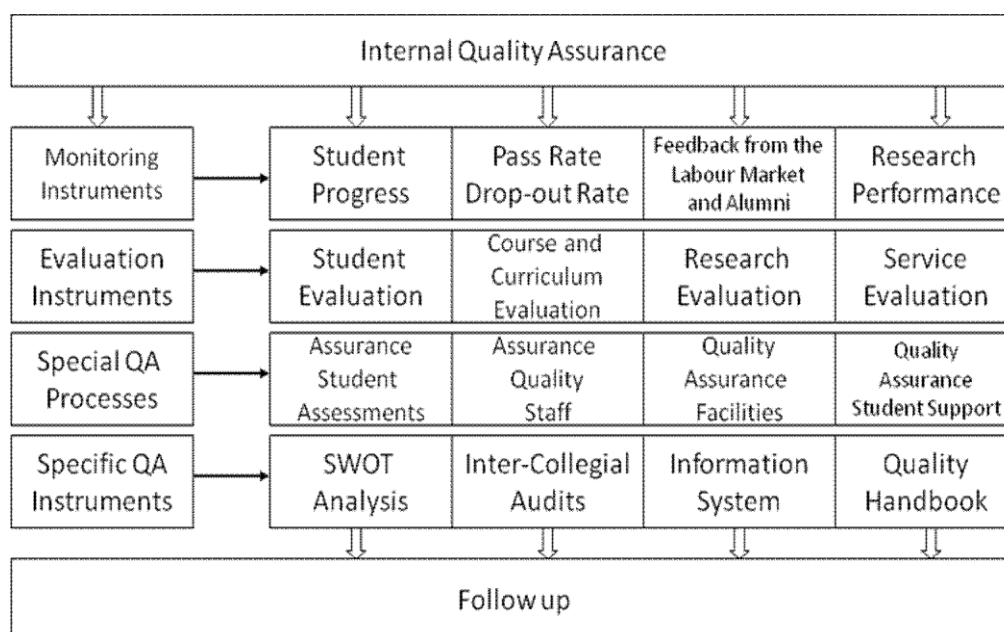 Internal Quality Assurance
Monitoring
Instruments
Student
Progress
Pass Rate
Drop-out Rate
Feedback from the
Labour Market
and Alumni
Research
Performance
Evaluation
Instruments
Student
Evaluation
Course and
Curriculum
Evaluation
Research
Evaluation
Service
Evaluation
Special QA
Processes
Assurance
Student
Assessments
Assurance
Quality
Staff
Quality
Assurance
Facilities
Quality
Assurance
Student Support
Specific QA
Instruments
SWOT
Analysis
Inter-Collegial
Audits
Information
System
Quality
Handbook
Follow up